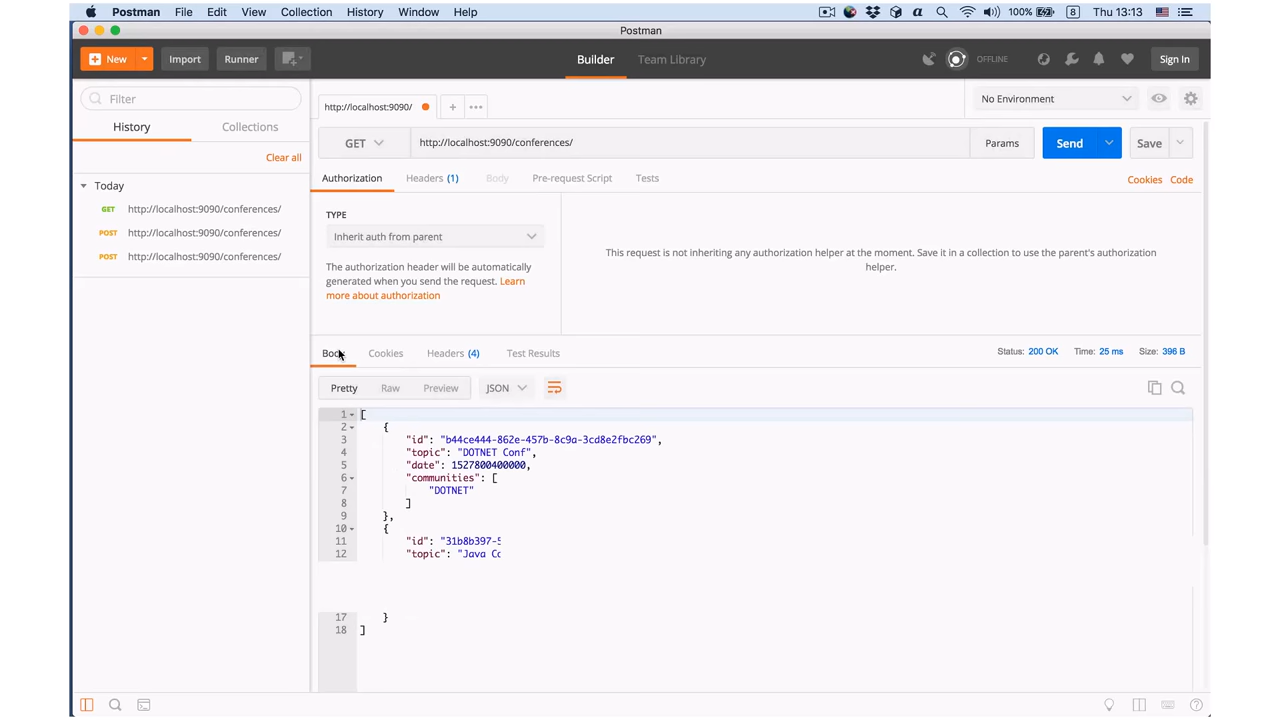 Postman File Edit View Collection History Window Help 100% 8 Thu 13:13
Postman
New Import Runner Builder Team Library OFFLINE Sign In
Filter
History Collections
Clear all
Today
GET http://localhost:9090/conferences/
POST http://localhost:9090/conferences/
POST http://localhost:9090/conferences/
http://localhost:9090/ + ••• No Environment
GET http://localhost:9090/conferences/ Params Send Save
Authorization Headers (1) Body Pre-request Script Tests Cookies Code
TYPE
Inherit auth from parent
The authorization header will be automatically
generated when you send the request. Learn
more about authorization
This request is not inheriting any authorization helper at the moment. Save it in a collection to use the parent's authorization
helper.
Body Cookies Headers (4) Test Results Status: 200 OK Time: 25 ms Size: 396 B
Pretty Raw Preview JSON
1 [
2 {
3 "id": "b44ce444-862e-457b-8c9a-3cd8e2fbc269",
4 "topic": "DOTNET Conf",
5 "date": 1527800400000,
6 "communities": [
7 "DOTNET"
8 ]
9 },
10 {
11 "id": "31b8b397-5
12 "topic": "Java Co
17 }
18 ]